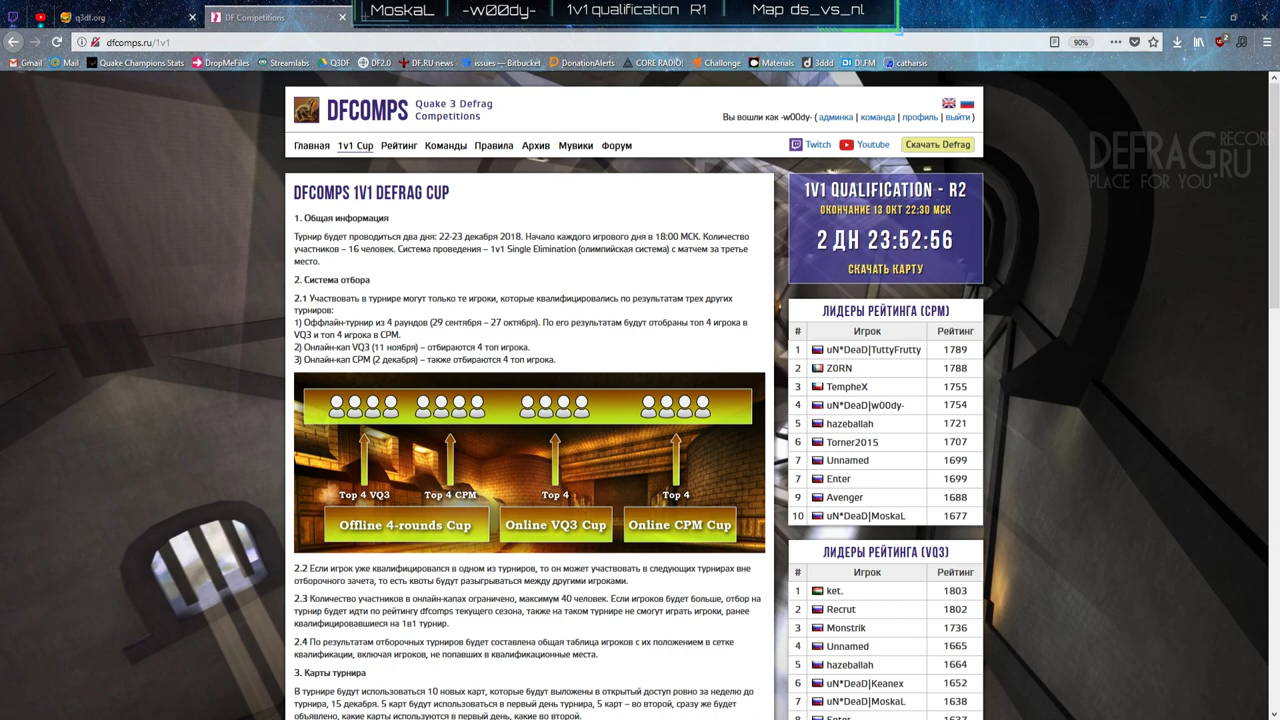 MoskaL -w00dy- 1v1 qualification R1 Map ds_vs_nl
q3df.org
DF Competitions
dfcomps.ru/1v1
90%
Gmail Mail Quake Champions Stats DropMeFiles Streamlabs Q3DF DF2.0 DF.RU news issues — Bitbucket DonationAlerts CORE RADIO! Challonge Materials 3ddd DI.FM catharsis
DFCOMPS
Quake 3 Defrag
Competitions
Вы вошли как -w00dy- ( админка | команда | профиль | выйти )
Главная 1v1 Cup Рейтинг Команды Правила Архив Мувики Форум
Twitch Youtube Скачать Defrag
DEFRAG RECORD
.RU
PLACE FOR YOU
DFCOMPS 1V1 DEFRAG CUP
1. Общая информация
Турнир будет проводиться два дня: 22-23 декабря 2018. Начало каждого игрового дня в 18:00 МСК. Количество
участников – 16 человек. Система проведения – 1v1 Single Elimination (олимпийская система) с матчем за третье
место.
2. Система отбора
2.1 Участвовать в турнире могут только те игроки, которые квалифицировались по результатам трех других
турниров:
1) Оффлайн-турнир из 4 раундов (29 сентября – 27 октября). По его результатам будут отобраны топ 4 игрока в
VQ3 и топ 4 игрока в CPM.
2) Онлайн-кап VQ3 (11 ноября) – отбираются 4 топ игрока.
3) Онлайн-кап CPM (2 декабря) – также отбираются 4 топ игрока.
Top 4 VQ3 Top 4 CPM Top 4 Top 4
Offline 4-rounds Cup Online VQ3 Cup Online CPM Cup
2.2 Если игрок уже квалифицировался в одном из турниров, то он может участвовать в следующих турнирах вне
отборочного зачета, то есть квоты будут разыгрываться между другими игроками.
2.3 Количество участников в онлайн-капах ограничено, максимум 40 человек. Если игроков будет больше, отбор на
турнир будет идти по рейтингу dfcomps текущего сезона, также на таком турнире не смогут играть игроки, ранее
квалифицировавшиеся на 1в1 турнир.
2.4 По результатам отборочных турниров будет составлена общая таблица игроков с их положением в сетке
квалификации, включая игроков, не попавших в квалификационные места.
3. Карты турнира
В турнире будут использоваться 10 новых карт, которые будут выложены в открытый доступ ровно за неделю до
турнира, 15 декабря. 5 карт будут использоваться в первый день турнира, 5 карт – во второй, сразу же будет
объявлено, какие карты используются в первый день, какие во второй.
1V1 QUALIFICATION - R2
ОКОНЧАНИЕ 13 ОКТ 22:30 МСК
2 ДН 23:52:56
СКАЧАТЬ КАРТУ
ЛИДЕРЫ РЕЙТИНГА (CPM)
# Игрок Рейтинг
1 uN*DeaD|TuttyFrutty 1789
2 Z0RN 1788
3 TempheX 1755
4 uN*DeaD|w00dy- 1754
5 hazeballah 1721
6 Torner2015 1707
7 Unnamed 1699
7 Enter 1699
9 Avenger 1688
10 uN*DeaD|MoskaL 1677
ЛИДЕРЫ РЕЙТИНГА (VQ3)
# Игрок Рейтинг
1 ket. 1803
2 Recrut 1802
3 Monstrik 1736
4 Unnamed 1665
5 hazeballah 1664
6 uN*DeaD|Keanex 1652
7 uN*DeaD|MoskaL 1638
8 Enter 1637